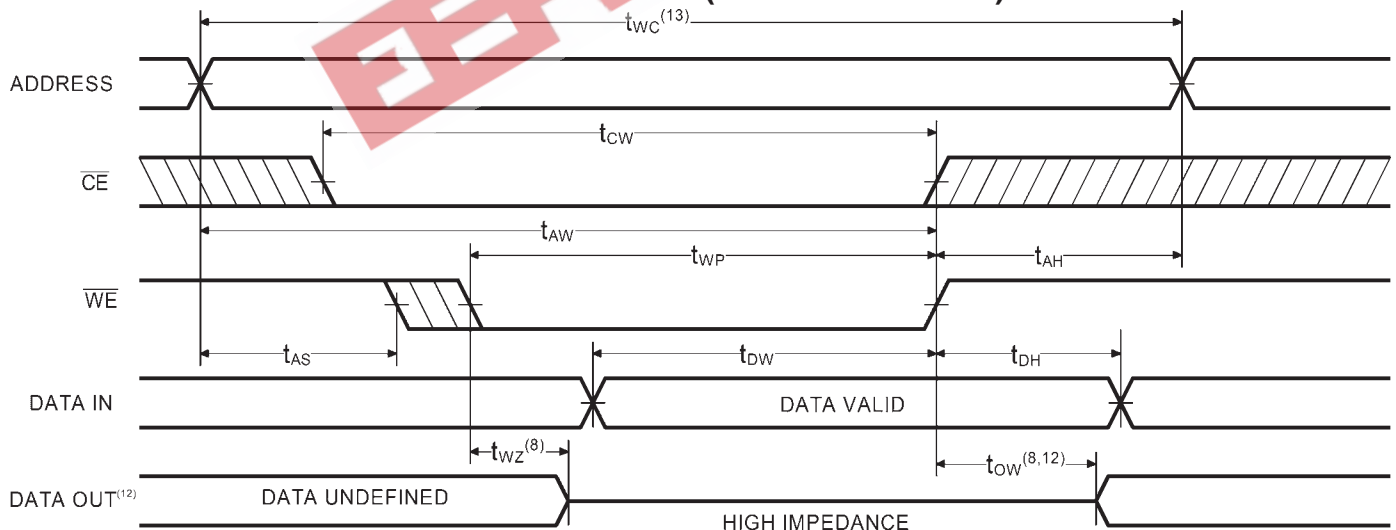 tWC(13)
ADDRESS
tCW
CE
tAW
tWP
tAH
WE
tAS
tDW
tDH
DATA IN
DATA VALID
tWZ(8)
tOW(8,12)
DATA OUT(12)
DATA UNDEFINED
HIGH IMPEDANCE